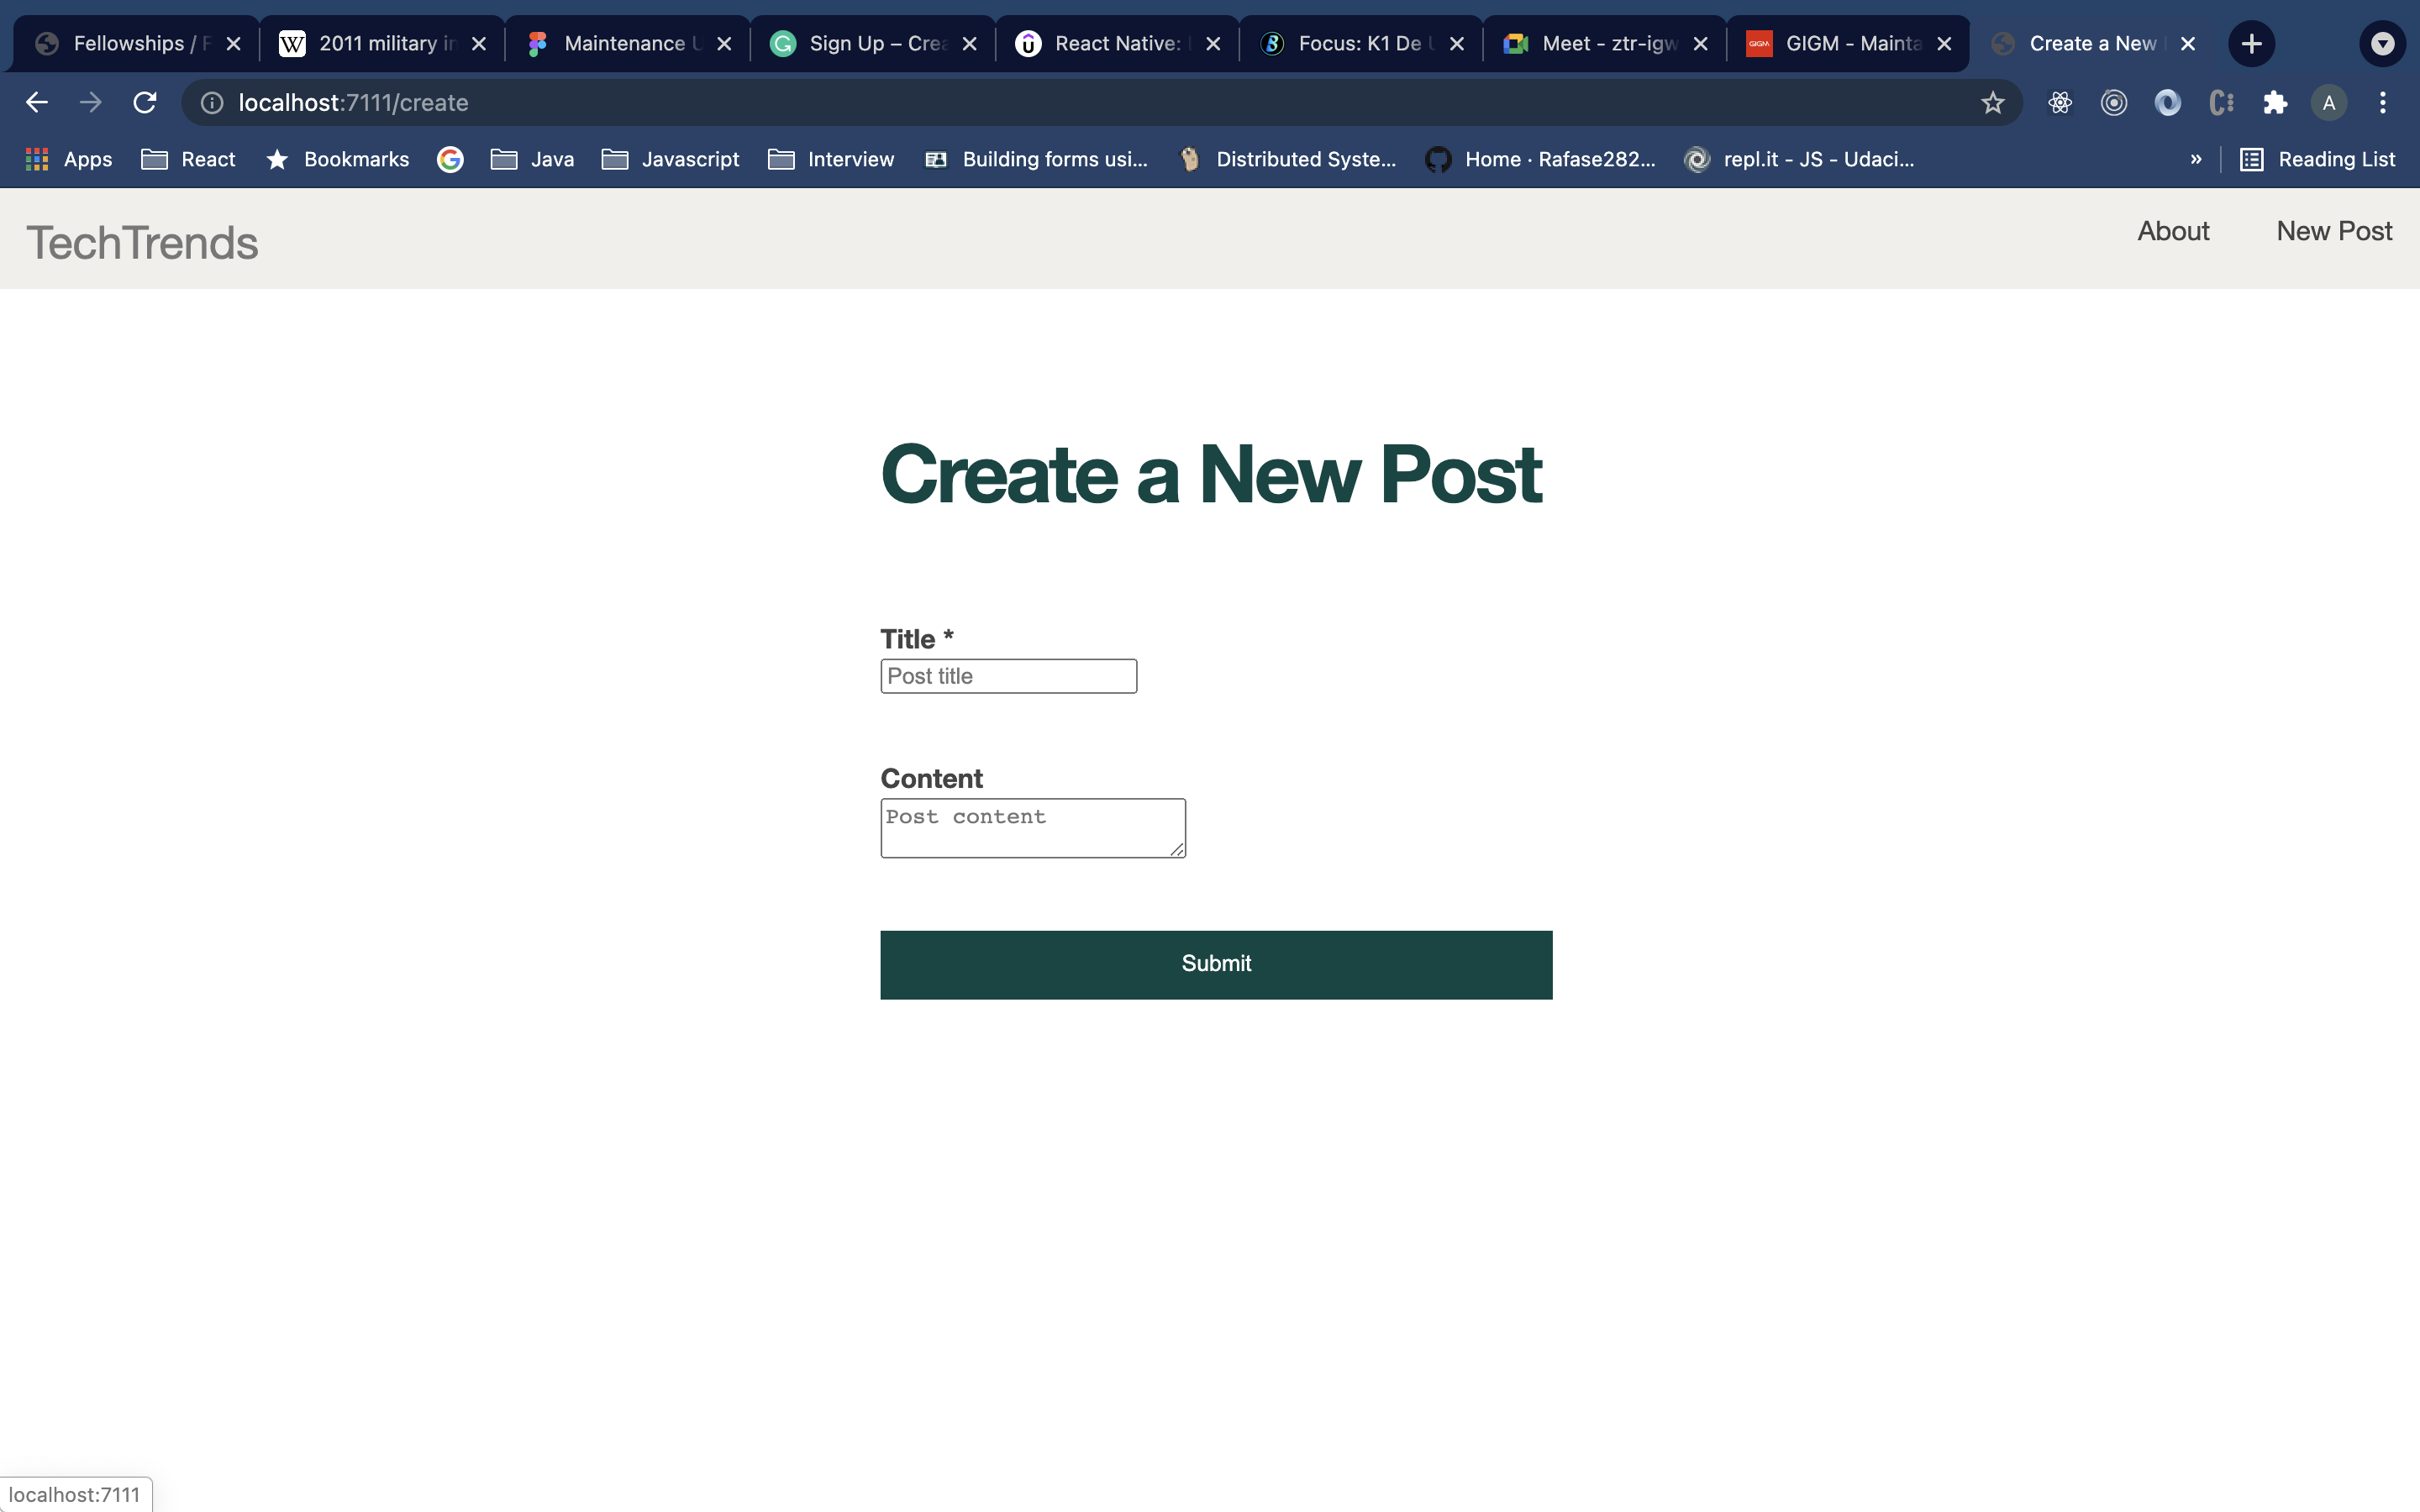 Fellowships / F
2011 military in
Maintenance U
Sign Up – Crea
React Native:
Focus: K1 De U
Meet - ztr-igw
GIGM - Mainta
Create a New
localhost:7111/create
A
Apps
React
Bookmarks
Java
Javascript
Interview
Building forms usi...
Distributed Syste...
Home · Rafase282...
repl.it - JS - Udaci...
»
Reading List
TechTrends
About
New Post
Create a New Post
Title *
Post title
Content
Post content
Submit
localhost:7111